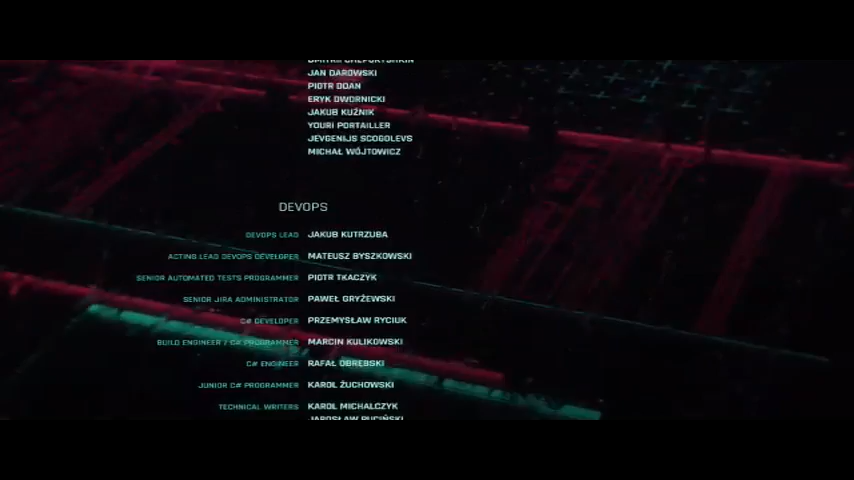 JAN DAROWSKI
PIOTR DOAN
ERYK DWORNICKI
JAKUB KUŹNIK
YOURI PORTAILLER
JEVGENIJS SCOGOLEVS
MICHAŁ WÓJTOWICZ
DEVOPS
DEVOPS LEAD JAKUB KUTRZUBA
ACTING LEAD DEVOPS DEVELOPER MATEUSZ BYSZKOWSKI
SENIOR AUTOMATED TESTS PROGRAMMER PIOTR TKACZYK
SENIOR JIRA ADMINISTRATOR PAWEŁ GRYŻEWSKI
C# DEVELOPER PRZEMYSŁAW RYCIUK
BUILD ENGINEER / C# PROGRAMMER MARCIN KULIKOWSKI
C# ENGINEER RAFAŁ OBRĘBSKI
JUNIOR C# PROGRAMMER KAROL ŻUCHOWSKI
TECHNICAL WRITERS KAROL MICHALCZYK